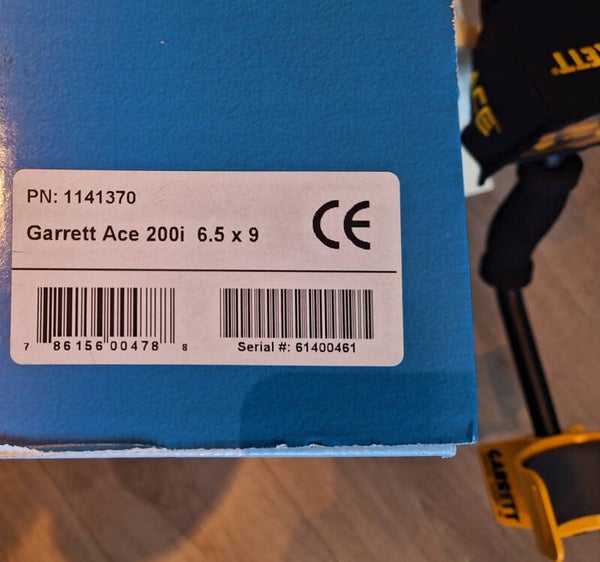 PN: 1141370
Garrett Ace 200i 6.5 x 9
CE
7 86156 00478 8
Serial #: 61400461
ACE
GARRETT